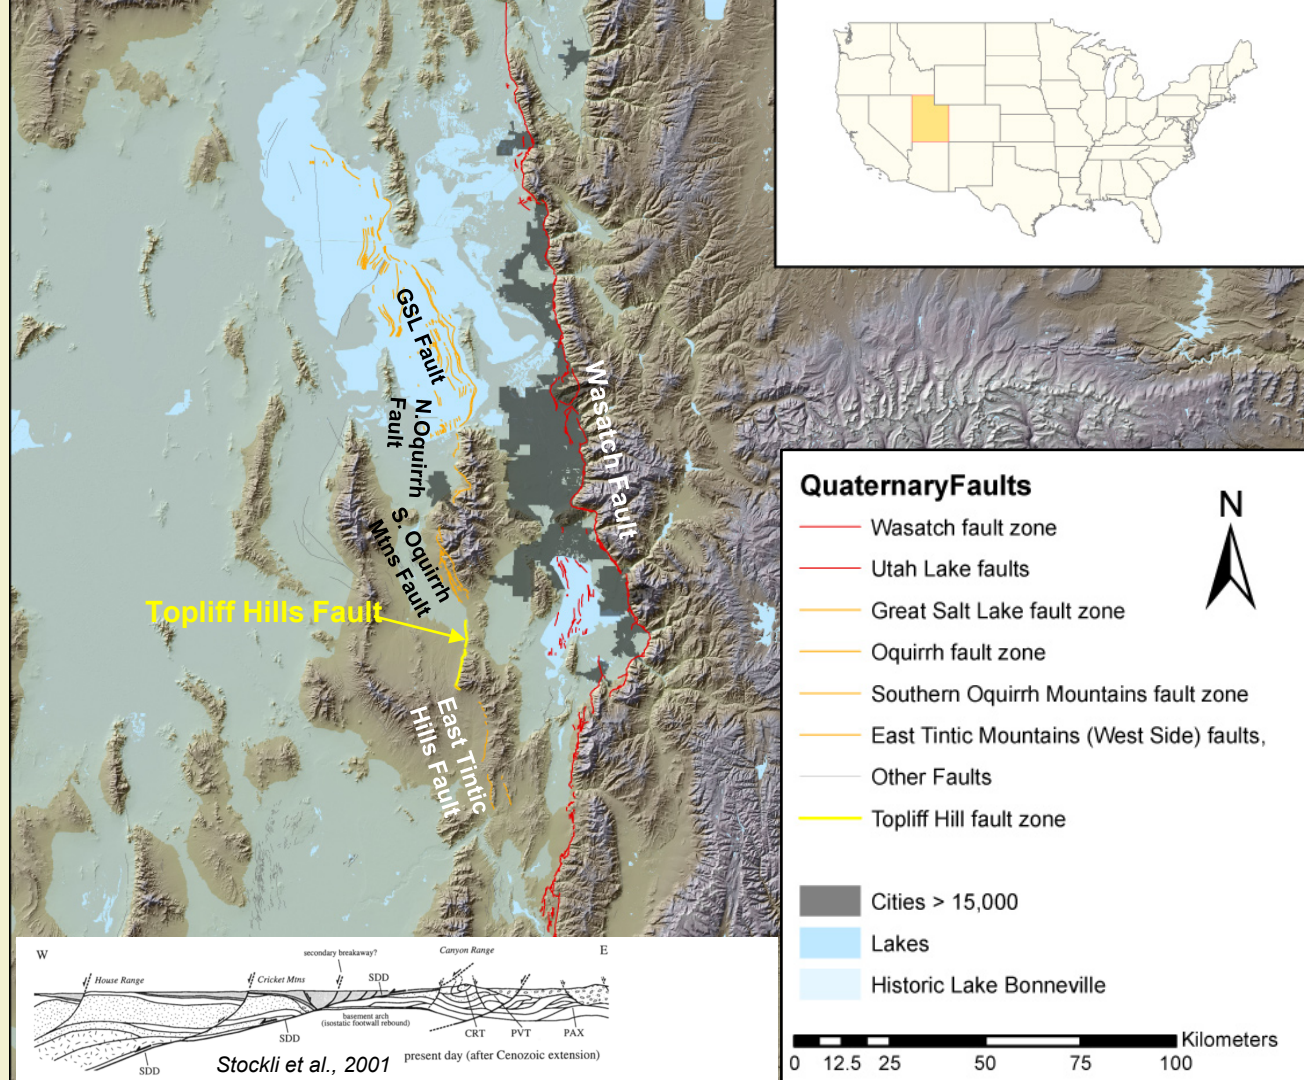 GSL Fault
N.Oquirrh
Fault
Wasatch Fault
S. Oquirrh
Mtns Fault
Topliff Hills Fault
East Tintic
Hills Fault
QuaternaryFaults
N
Wasatch fault zone
Utah Lake faults
Great Salt Lake fault zone
Oquirrh fault zone
Southern Oquirrh Mountains fault zone
East Tintic Mountains (West Side) faults,
Other Faults
Topliff Hill fault zone
Cities > 15,000
Lakes
Historic Lake Bonneville
Kilometers
0 12.5 25 50 75 100
W
secondary breakaway?
Canyon Range
E
House Range
Cricket Mtns
SDD
basement arch
(isostatic footwall rebound)
SDD
CRT
PVT
PAX
SDD
Stockli et al., 2001
present day (after Cenozoic extension)